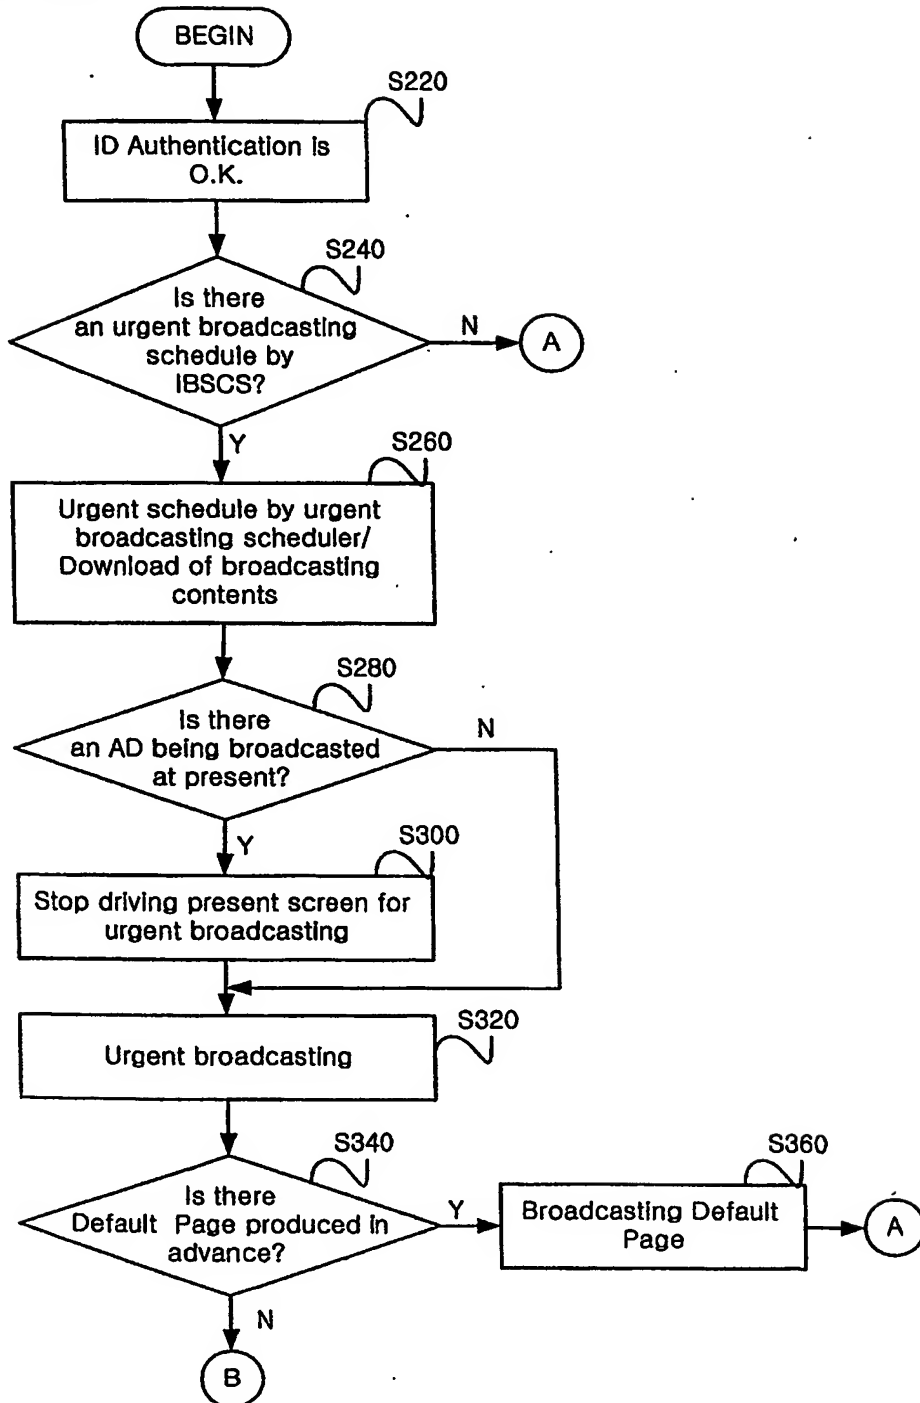 BEGIN
S220
ID Authentication is
O.K.
S240
Is there
an urgent broadcasting
schedule by
IBSCS?
N
A
Y
S260
Urgent schedule by urgent
broadcasting scheduler/
Download of broadcasting
contents
S280
Is there
an AD being broadcasted
at present?
N
Y
S300
Stop driving present screen for
urgent broadcasting
S320
Urgent broadcasting
S340
Is there
Default Page produced in
advance?
Y
S360
Broadcasting Default
Page
A
N
B